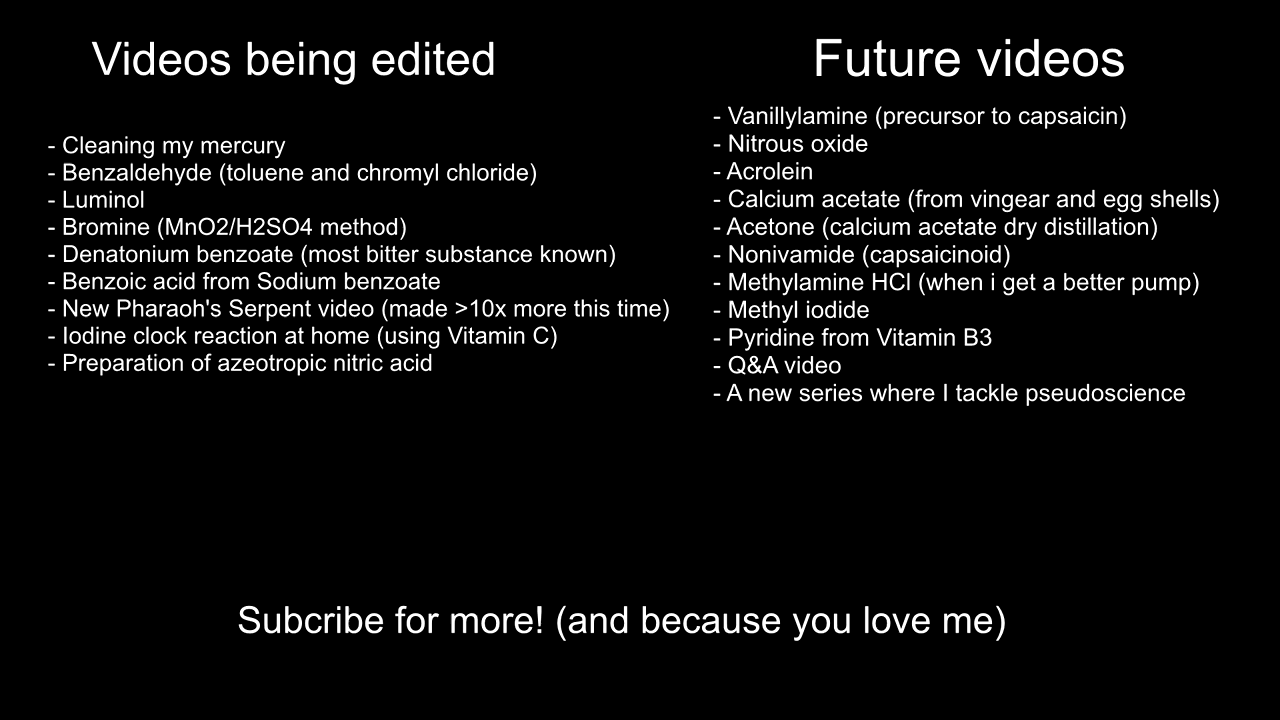 Videos being edited
- Cleaning my mercury
- Benzaldehyde (toluene and chromyl chloride)
- Luminol
- Bromine (MnO2/H2SO4 method)
- Denatonium benzoate (most bitter substance known)
- Benzoic acid from Sodium benzoate
- New Pharaoh's Serpent video (made >10x more this time)
- Iodine clock reaction at home (using Vitamin C)
- Preparation of azeotropic nitric acid
Future videos
- Vanillylamine (precursor to capsaicin)
- Nitrous oxide
- Acrolein
- Calcium acetate (from vingear and egg shells)
- Acetone (calcium acetate dry distillation)
- Nonivamide (capsaicinoid)
- Methylamine HCl (when i get a better pump)
- Methyl iodide
- Pyridine from Vitamin B3
- Q&A video
- A new series where I tackle pseudoscience
Subcribe for more! (and because you love me)